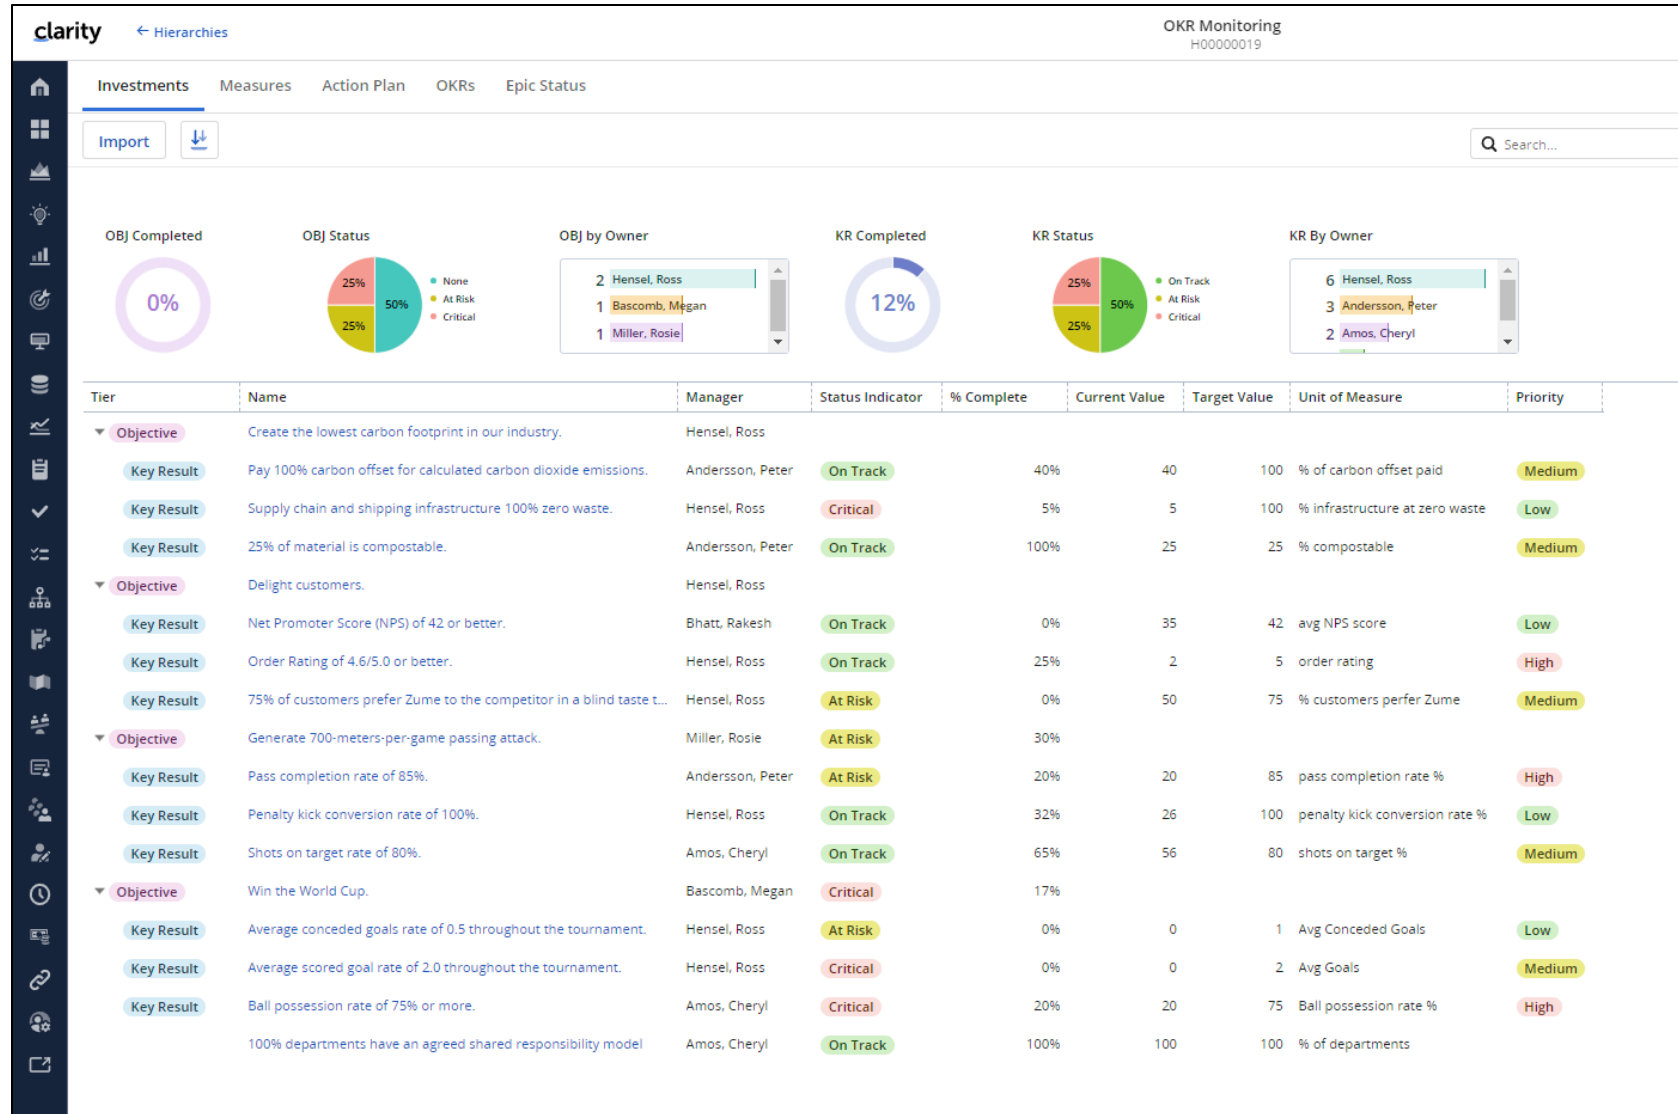 clarity
← Hierarchies
OKR Monitoring
H00000019
Investments Measures Action Plan OKRs Epic Status
Import
Search...
OBJ Completed
0%
OBJ Status
25%
50%
25%
None
At Risk
Critical
OBJ by Owner
2 Hensel, Ross
1 Bascomb, Megan
1 Miller, Rosie
KR Completed
12%
KR Status
25%
50%
25%
On Track
At Risk
Critical
KR By Owner
6 Hensel, Ross
3 Andersson, Peter
2 Amos, Cheryl
Tier Name Manager Status Indicator % Complete Current Value Target Value Unit of Measure Priority
Objective Create the lowest carbon footprint in our industry. Hensel, Ross
Key Result Pay 100% carbon offset for calculated carbon dioxide emissions. Andersson, Peter On Track 40% 40 100 % of carbon offset paid Medium
Key Result Supply chain and shipping infrastructure 100% zero waste. Hensel, Ross Critical 5% 5 100 % infrastructure at zero waste Low
Key Result 25% of material is compostable. Andersson, Peter On Track 100% 25 25 % compostable Medium
Objective Delight customers. Hensel, Ross
Key Result Net Promoter Score (NPS) of 42 or better. Bhatt, Rakesh On Track 0% 35 42 avg NPS score Low
Key Result Order Rating of 4.6/5.0 or better. Hensel, Ross On Track 25% 2 5 order rating High
Key Result 75% of customers prefer Zume to the competitor in a blind taste t... Hensel, Ross At Risk 0% 50 75 % customers perfer Zume Medium
Objective Generate 700-meters-per-game passing attack. Miller, Rosie At Risk 30%
Key Result Pass completion rate of 85%. Andersson, Peter At Risk 20% 20 85 pass completion rate % High
Key Result Penalty kick conversion rate of 100%. Hensel, Ross On Track 32% 26 100 penalty kick conversion rate % Low
Key Result Shots on target rate of 80%. Amos, Cheryl On Track 65% 56 80 shots on target % Medium
Objective Win the World Cup. Bascomb, Megan Critical 17%
Key Result Average conceded goals rate of 0.5 throughout the tournament. Hensel, Ross At Risk 0% 0 1 Avg Conceded Goals Low
Key Result Average scored goal rate of 2.0 throughout the tournament. Hensel, Ross Critical 0% 0 2 Avg Goals Medium
Key Result Ball possession rate of 75% or more. Amos, Cheryl Critical 20% 20 75 Ball possession rate % High
100% departments have an agreed shared responsibility model Amos, Cheryl On Track 100% 100 100 % of departments